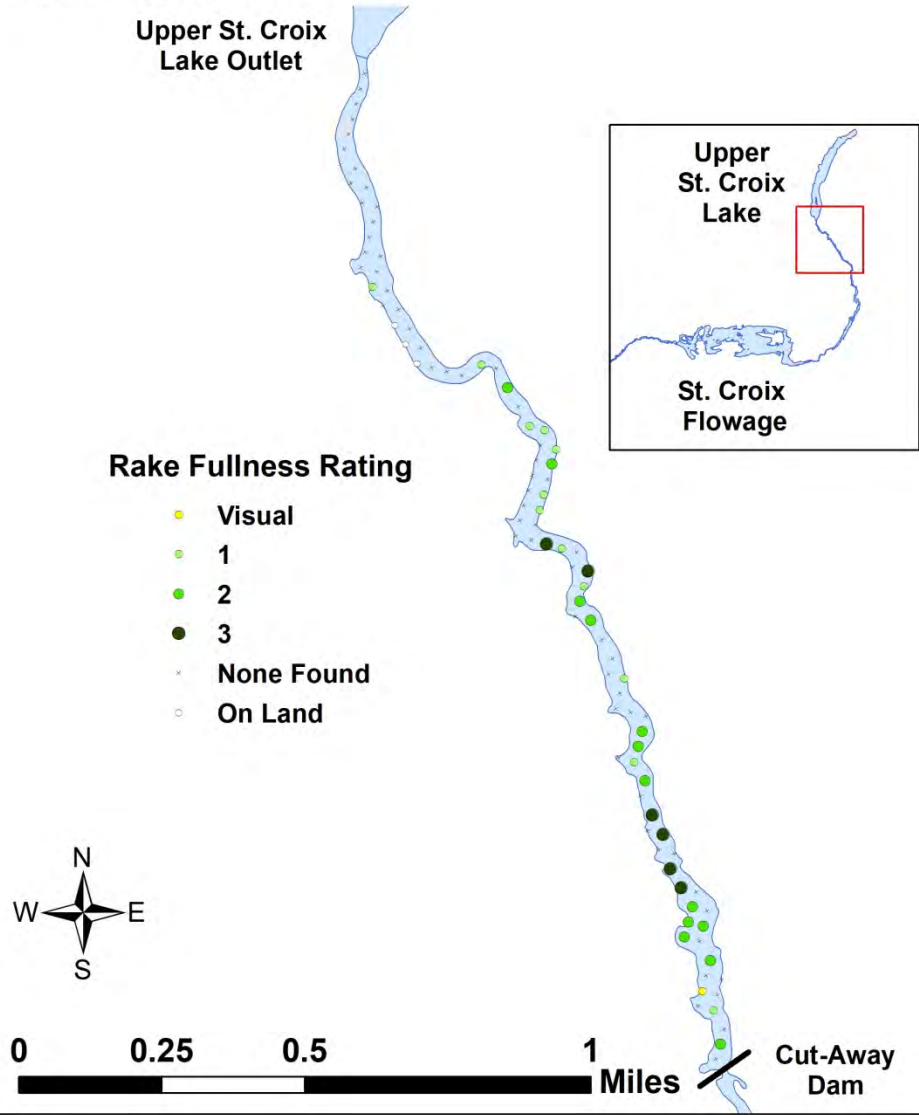 Upper St. Croix
Lake Outlet
Upper
St. Croix
Lake
St. Croix
Flowage
Rake Fullness Rating
Visual
1
2
3
None Found
On Land
N
W E
S
0 0.25 0.5 1
Miles
Cut-Away
Dam